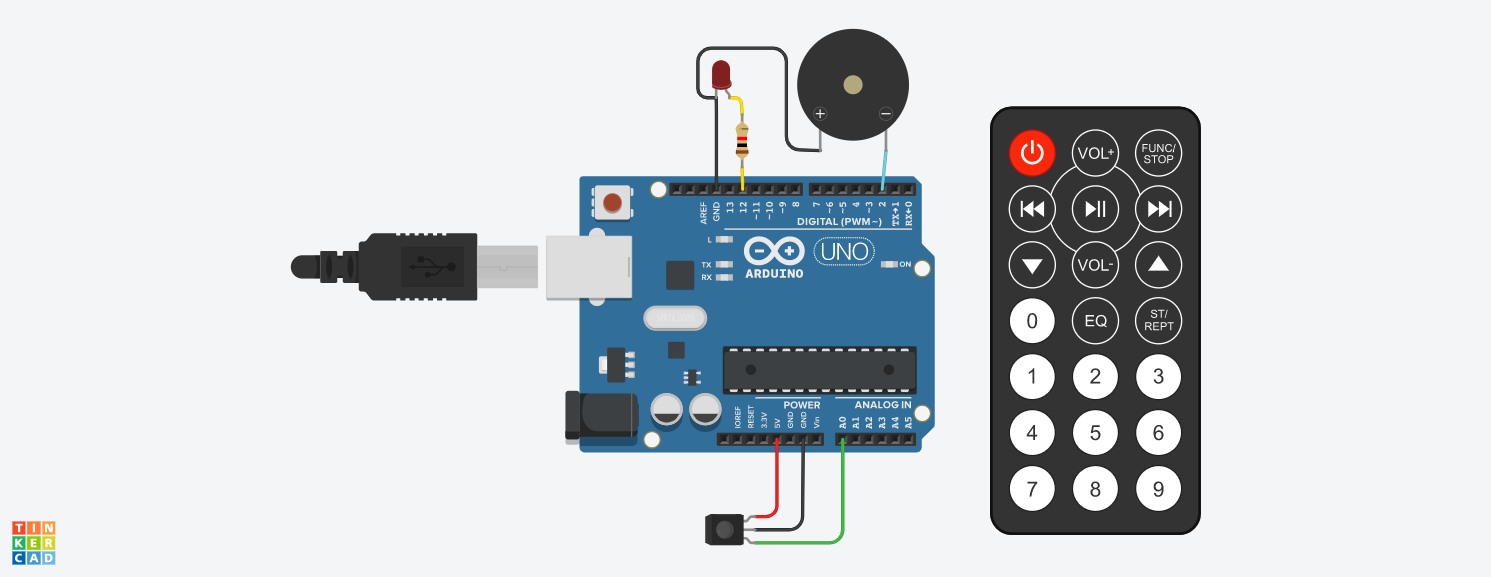 + −
VOL+ FUNC/
STOP
VOL-
0 EQ ST/
REPT
1 2 3
4 5 6
7 8 9
AREF
GND
13
12
~11
~10
~9
8
7
~6
~5
4
~3
2
TX→1
RX←0
DIGITAL (PWM~)
L
TX
RX
ARDUINO
UNO
ON
POWER
ANALOG IN
IOREF
RESET
3.3V
5V
GND
GND
Vin
A0
A1
A2
A3
A4
A5
TIN
KER
CAD